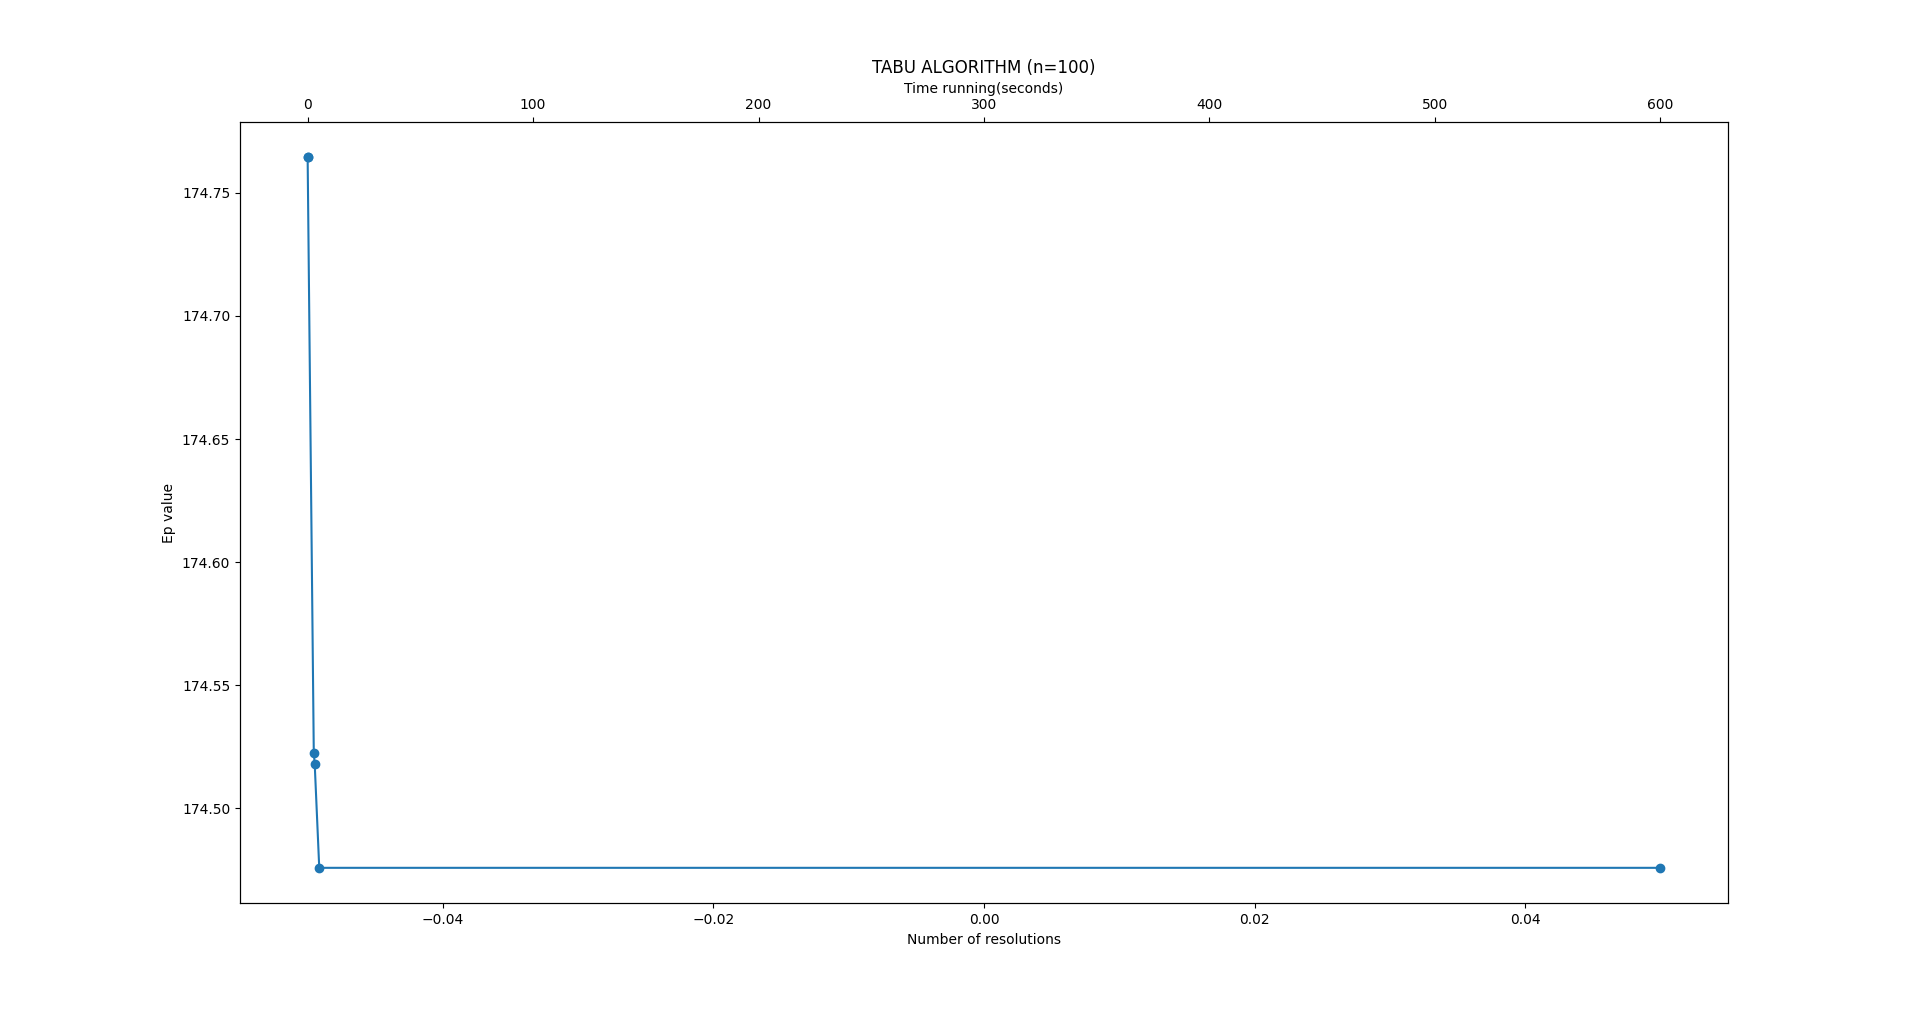 TABU ALGORITHM (n=100)
Time running(seconds)
0 100 200 300 400 500 600
174.75
174.70
174.65
174.60
174.55
174.50
Ep value
−0.04 −0.02 0.00 0.02 0.04
Number of resolutions